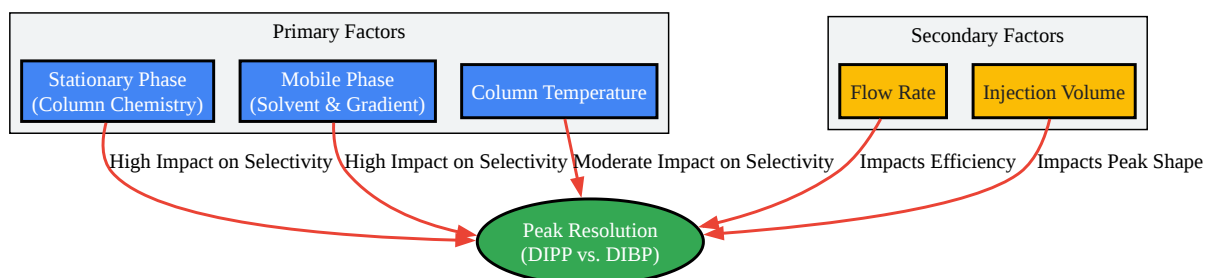 Primary Factors
Secondary Factors
Stationary Phase
(Column Chemistry)
Mobile Phase
(Solvent & Gradient)
Column Temperature
Flow Rate
Injection Volume
High Impact on Selectivity
High Impact on Selectivity
Moderate Impact on Selectivity
Impacts Efficiency
Impacts Peak Shape
Peak Resolution
(DIPP vs. DIBP)